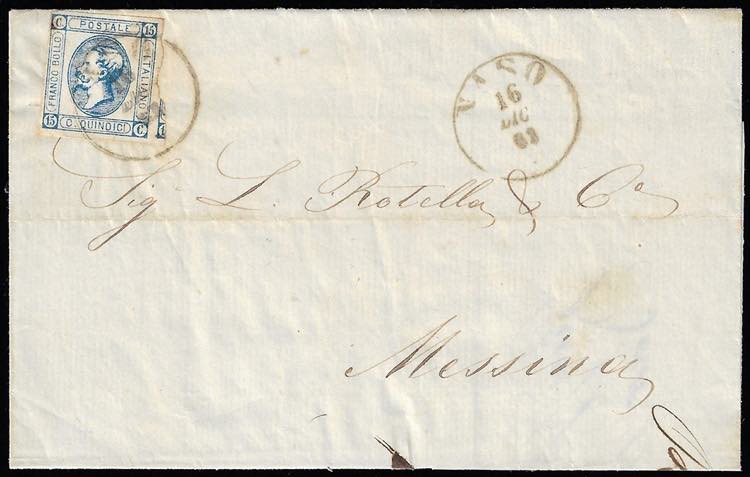 C POSTALE 15
FRANCO BOLLO
ITALIANO
15 C. QUINDICI C
NASO
16
DIC
63
Sig L. Rotella & Cº
Messina